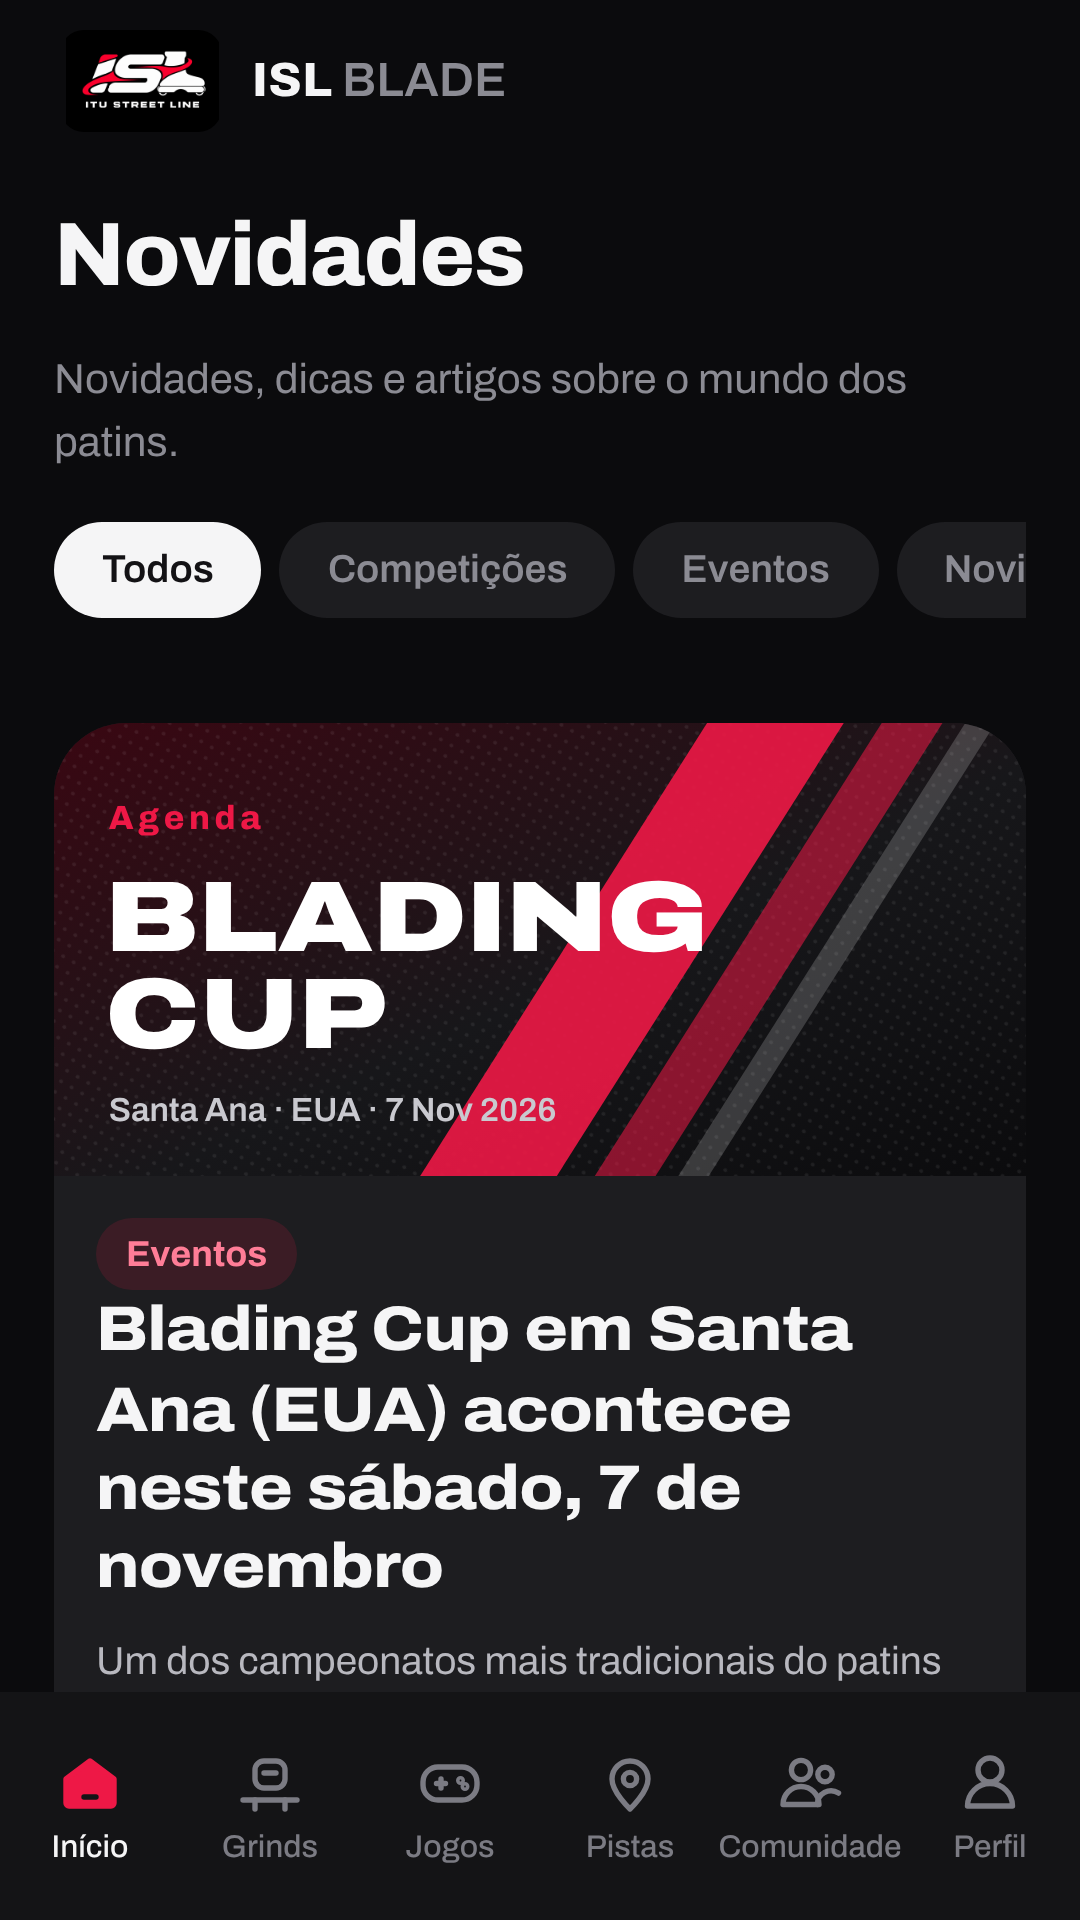 ISL
ITU STREET LINE
ISL BLADE
Novidades
Novidades, dicas e artigos sobre o mundo dos
patins.
Todos
Competições
Eventos
Novi
Agenda
BLADING
CUP
Santa Ana · EUA · 7 Nov 2026
Eventos
Blading Cup em Santa
Ana (EUA) acontece
neste sábado, 7 de
novembro
Um dos campeonatos mais tradicionais do patins
Início
Grinds
Jogos
Pistas
Comunidade
Perfil